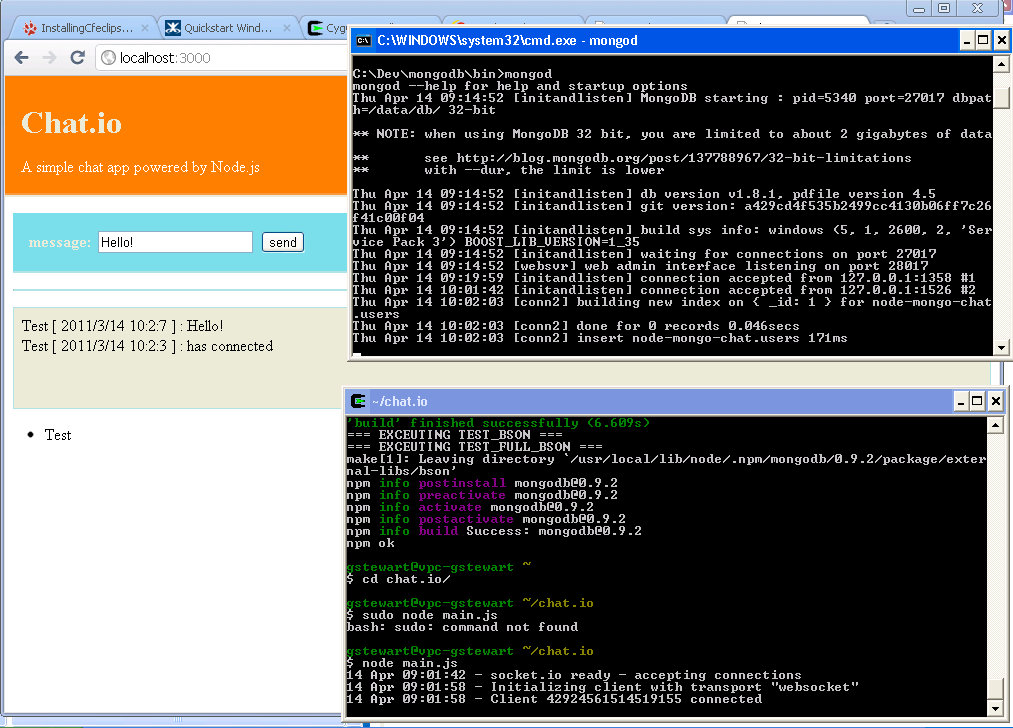 InstallingCfeclips...
Quickstart Wind...
localhost:3000
Chat.io
A simple chat app powered by Node.js
message: Hello! send
Test [ 2011/3/14 10:2:7 ] : Hello!
Test [ 2011/3/14 10:2:3 ] : has connected
Test
C:\WINDOWS\system32\cmd.exe - mongod
C:\Dev\mongodb\bin>mongod
mongod --help for help and startup options
Thu Apr 14 09:14:52 [initandlisten] MongoDB starting : pid=5340 port=27017 dbpat
h=/data/db/ 32-bit
** NOTE: when using MongoDB 32 bit, you are limited to about 2 gigabytes of data
** see http://blog.mongodb.org/post/137788967/32-bit-limitations
** with --dur, the limit is lower
Thu Apr 14 09:14:52 [initandlisten] db version v1.8.1, pdfile version 4.5
Thu Apr 14 09:14:52 [initandlisten] git version: a429cd4f535b2499cc4130b06ff7c26
f41c00f04
Thu Apr 14 09:14:52 [initandlisten] build sys info: windows (5, 1, 2600, 2, 'Ser
vice Pack 3') BOOST_LIB_VERSION=1_35
Thu Apr 14 09:14:52 [initandlisten] waiting for connections on port 27017
Thu Apr 14 09:14:52 [websvr] web admin interface listening on port 28017
Thu Apr 14 09:19:59 [initandlisten] connection accepted from 127.0.0.1:1358 #1
Thu Apr 14 10:01:42 [initandlisten] connection accepted from 127.0.0.1:1526 #2
Thu Apr 14 10:02:03 [conn2] building new index on { _id: 1 } for node-mongo-chat
.users
Thu Apr 14 10:02:03 [conn2] done for 0 records 0.046secs
Thu Apr 14 10:02:03 [conn2] insert node-mongo-chat.users 171ms
~/chat.io
'build' finished successfully (6.609s)
=== EXCEUTING TEST_BSON ===
=== EXCEUTING TEST_FULL_BSON ===
make[1]: Leaving directory `/usr/local/lib/node/.npm/mongodb/0.9.2/package/exter
nal-libs/bson'
npm info postinstall mongodb@0.9.2
npm info preactivate mongodb@0.9.2
npm info activate mongodb@0.9.2
npm info postactivate mongodb@0.9.2
npm info build Success: mongodb@0.9.2
npm ok
gstewart@vpc-gstewart ~
$ cd chat.io/
gstewart@vpc-gstewart ~/chat.io
$ sudo node main.js
bash: sudo: command not found
gstewart@vpc-gstewart ~/chat.io
$ node main.js
14 Apr 09:01:42 - socket.io ready - accepting connections
14 Apr 09:01:58 - Initializing client with transport "websocket"
14 Apr 09:01:58 - Client 42924561514519155 connected